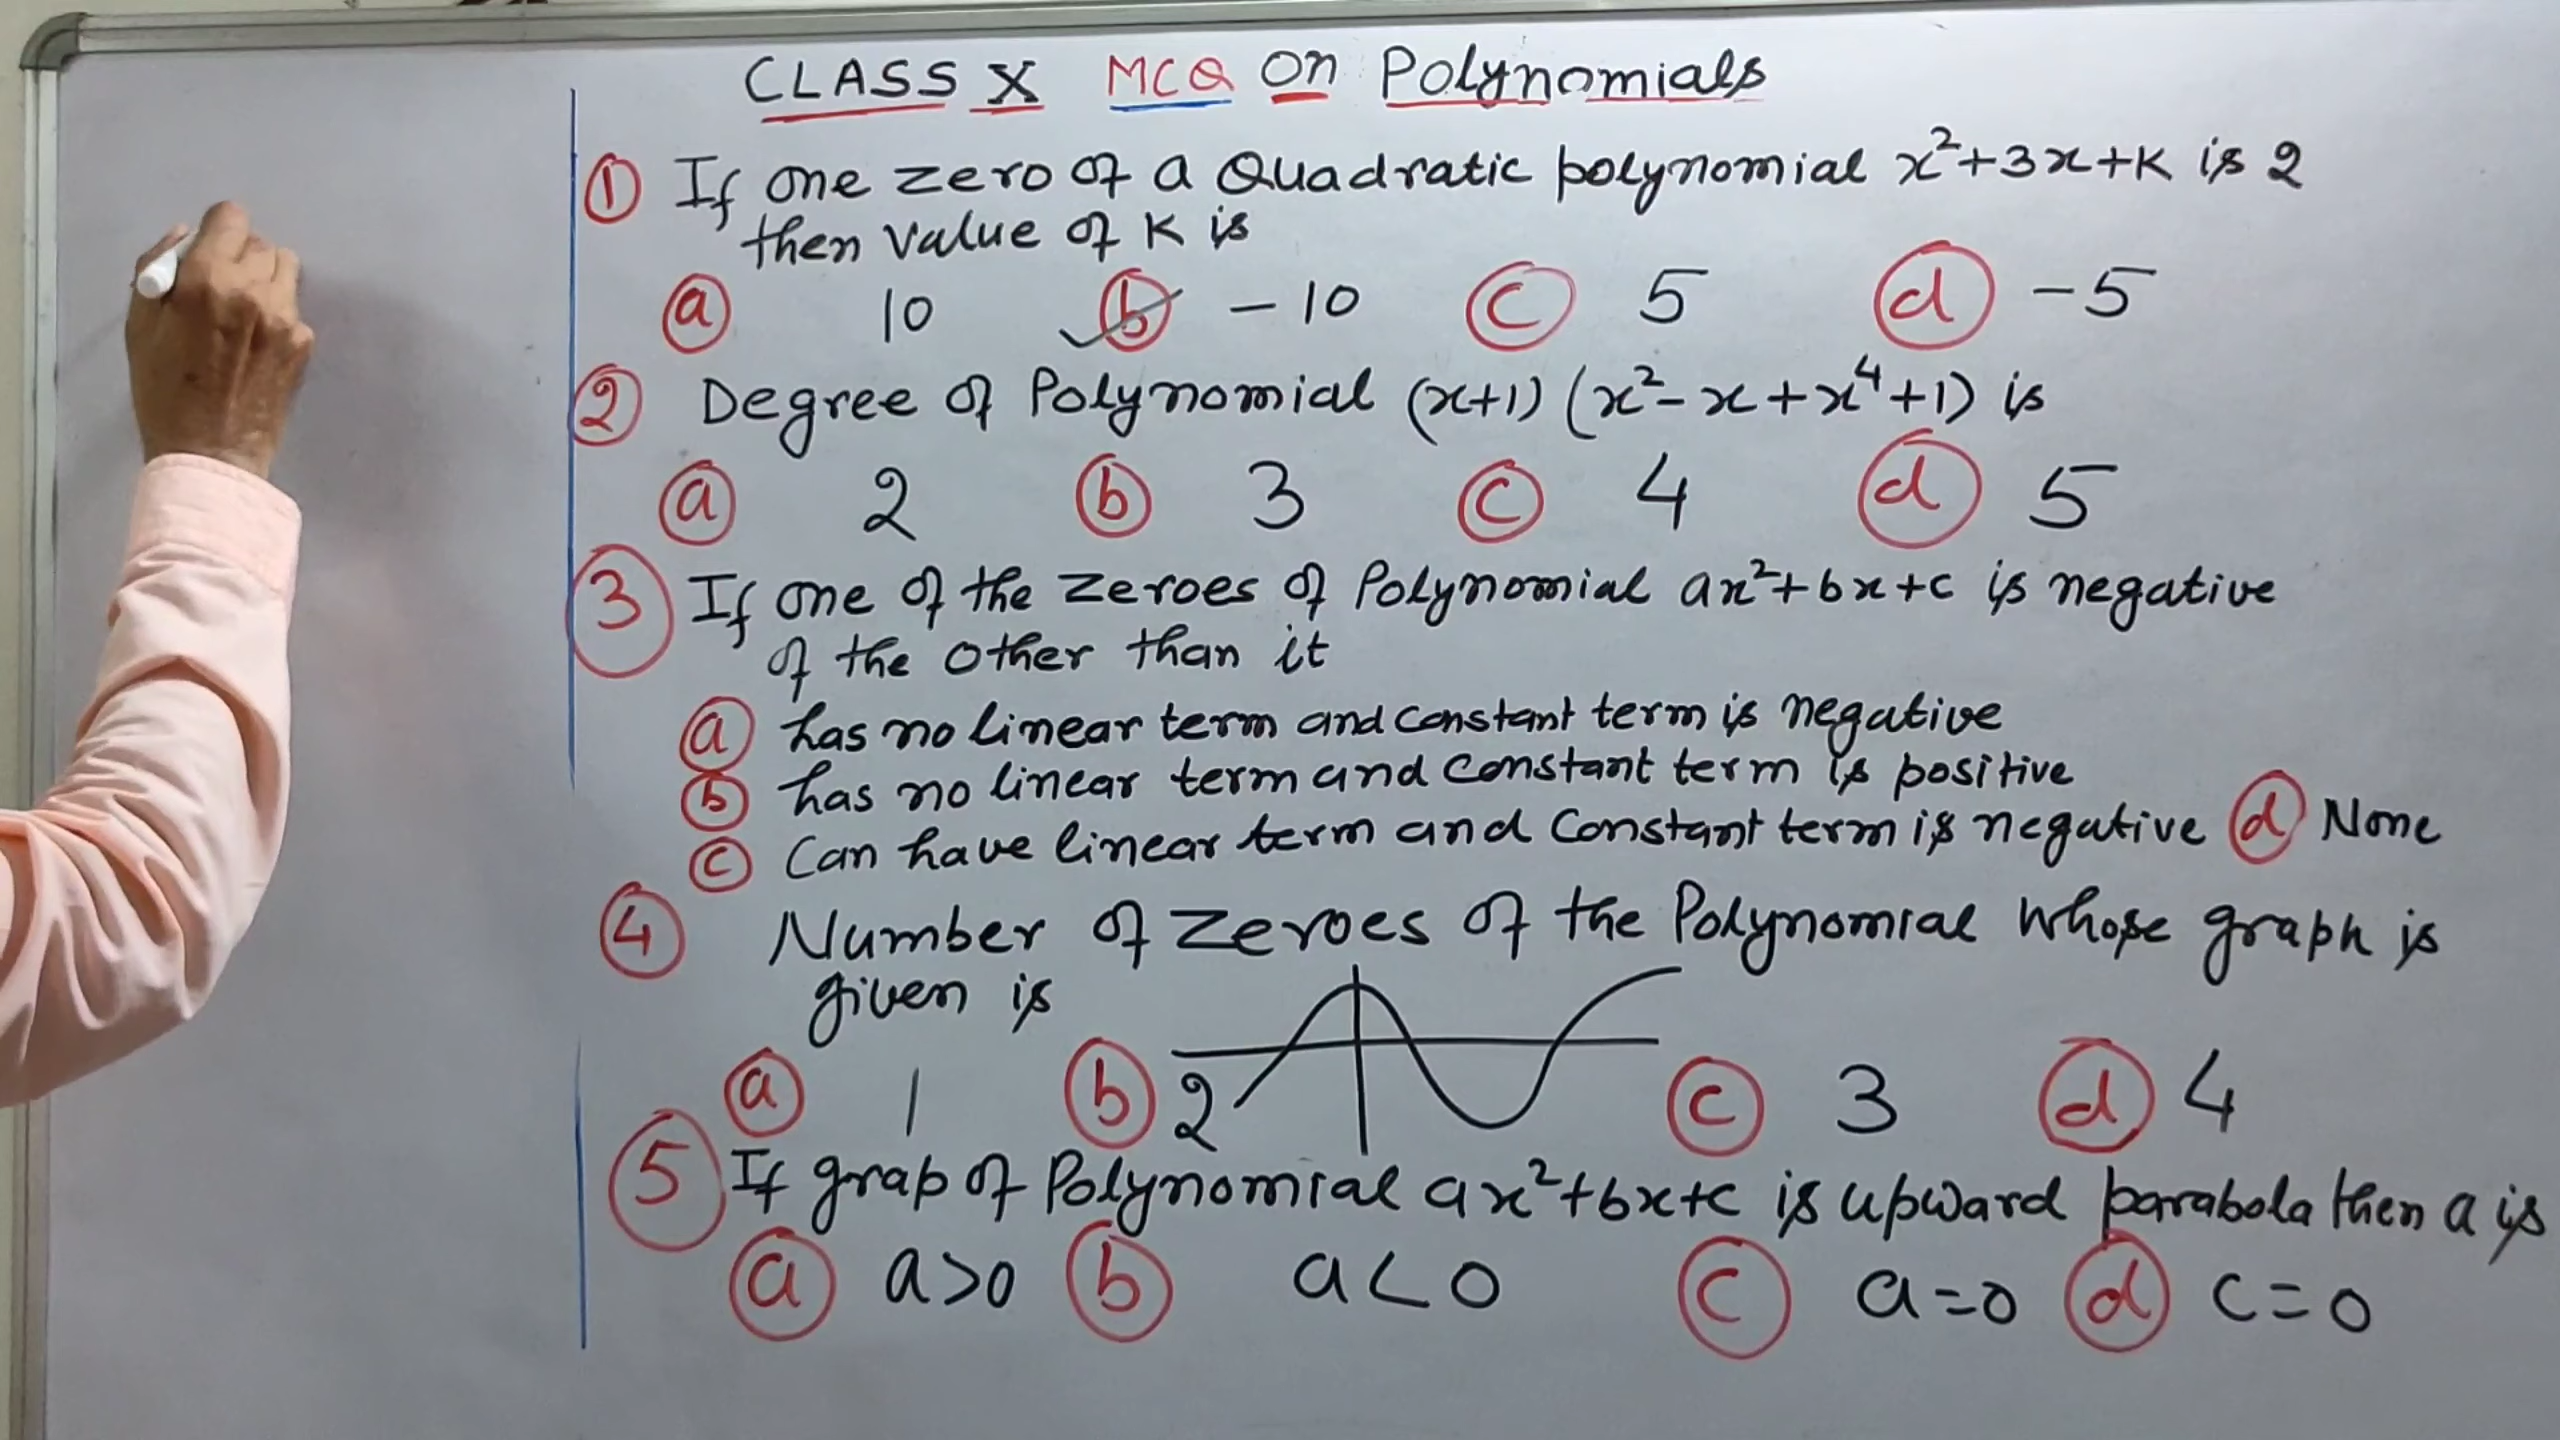 CLASS X MCQ on Polynomials
① If one zero of a Quadratic polynomial x²+3x+K is 2
then value of K is
ⓐ 10 ⓑ -10 ⓒ 5 ⓓ -5
② Degree of Polynomial (x+1) (x²-x+x⁴+1) is
ⓐ 2 ⓑ 3 ⓒ 4 ⓓ 5
③ If one of the zeroes of Polynomial ax²+bx+c is negative
of the other than it
ⓐ has no linear term and constant term is negative
ⓑ has no linear term and constant term is positive
ⓒ Can have linear term and constant term is negative ⓓ None
④ Number of Zeroes of the Polynomial whose graph is
given is
ⓐ 1 ⓑ 2 ⓒ 3 ⓓ 4
⑤ If grap of Polynomial ax²+bx+c is upward parabola then a is
ⓐ a>0 ⓑ a<0 ⓒ a=0 ⓓ c=0